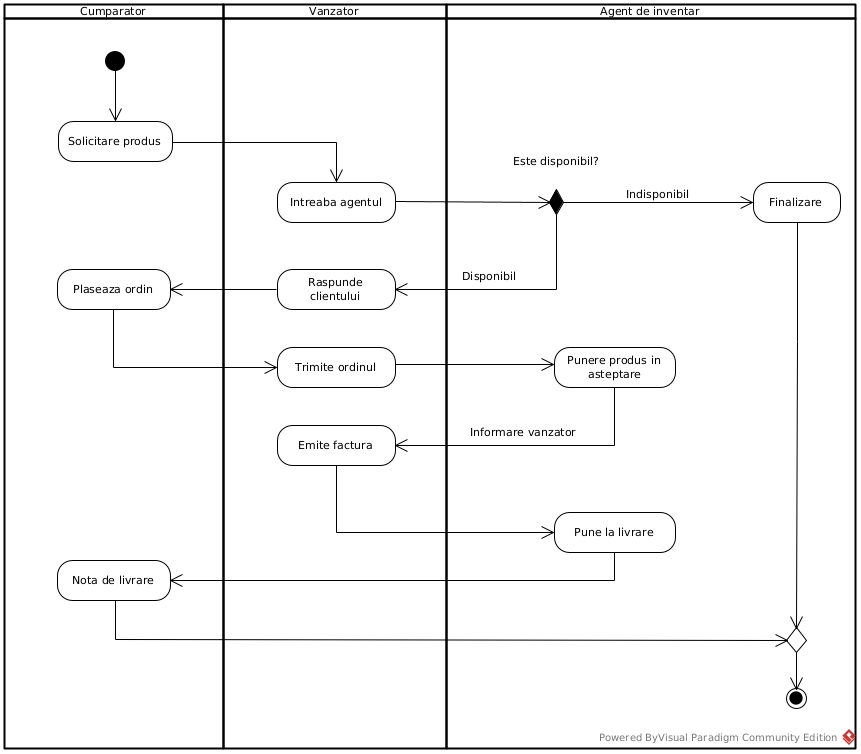 Cumparator
Vanzator
Agent de inventar
Solicitare produs
Este disponibil?
Intreaba agentul
Indisponibil
Finalizare
Plaseaza ordin
Raspunde
clientului
Disponibil
Trimite ordinul
Punere produs in
asteptare
Emite factura
Informare vanzator
Pune la livrare
Nota de livrare
Powered ByVisual Paradigm Community Edition